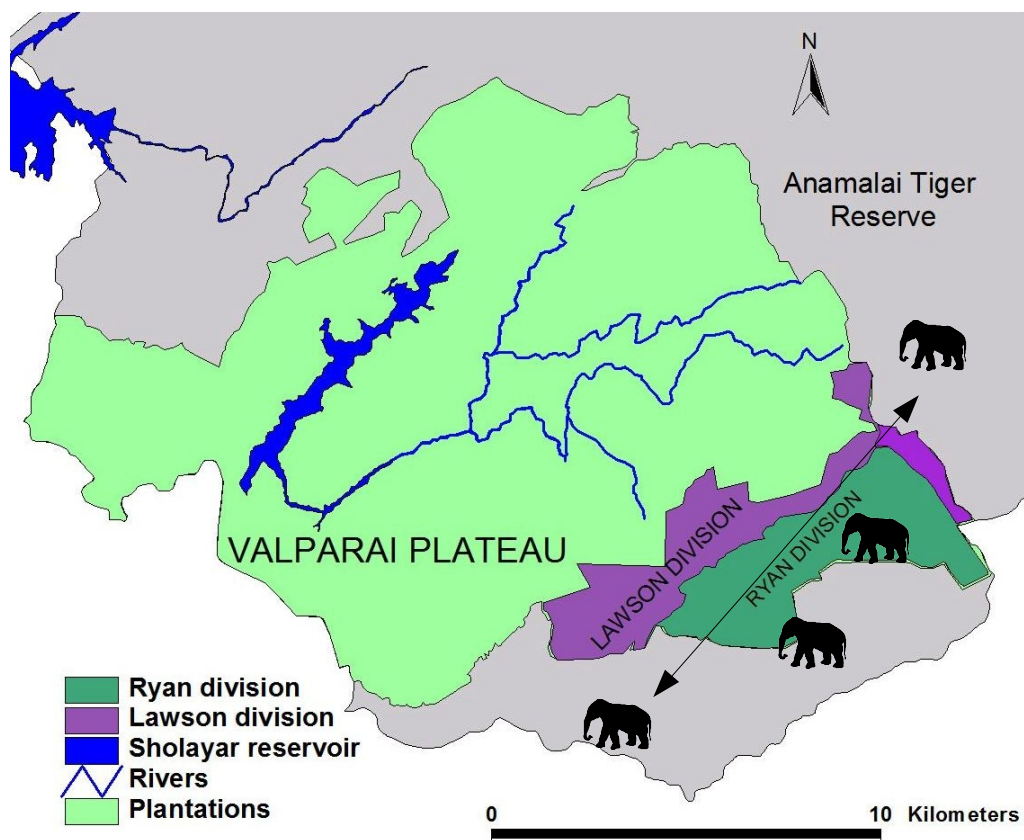 N
Anamalai Tiger
Reserve
VALPARAI PLATEAU
LAWSON DIVISION
RYAN DIVISION
Ryan division
Lawson division
Sholayar reservoir
Rivers
Plantations
0 10 Kilometers